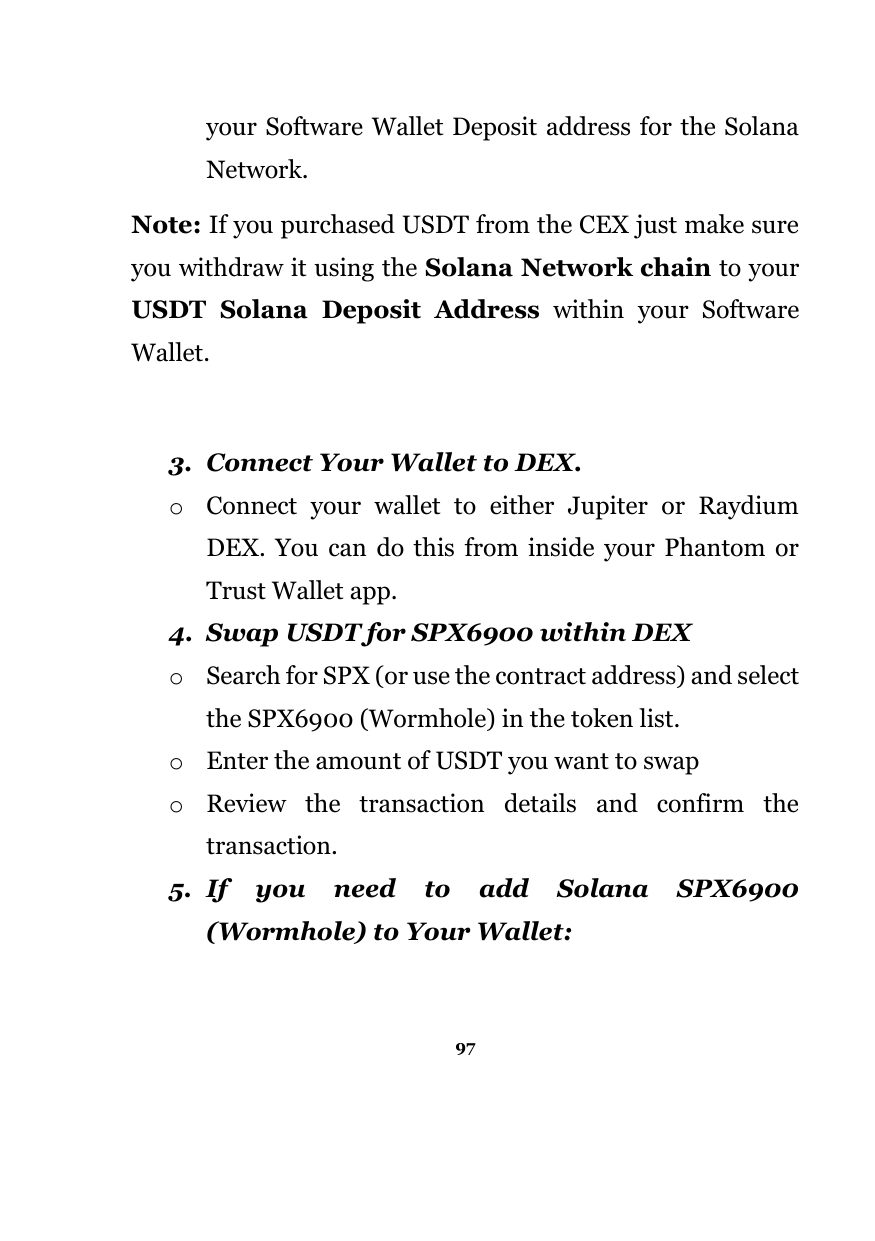 your Software Wallet Deposit address for the Solana
Network.
Note: If you purchased USDT from the CEX just make sure
you withdraw it using the Solana Network chain to your
USDT Solana Deposit Address within your Software
Wallet.
3. Connect Your Wallet to DEX.
o Connect your wallet to either Jupiter or Raydium
DEX. You can do this from inside your Phantom or
Trust Wallet app.
4. Swap USDT for SPX6900 within DEX
o Search for SPX (or use the contract address) and select
the SPX6900 (Wormhole) in the token list.
o Enter the amount of USDT you want to swap
o Review the transaction details and confirm the
transaction.
5. If you need to add Solana SPX6900
(Wormhole) to Your Wallet:
97